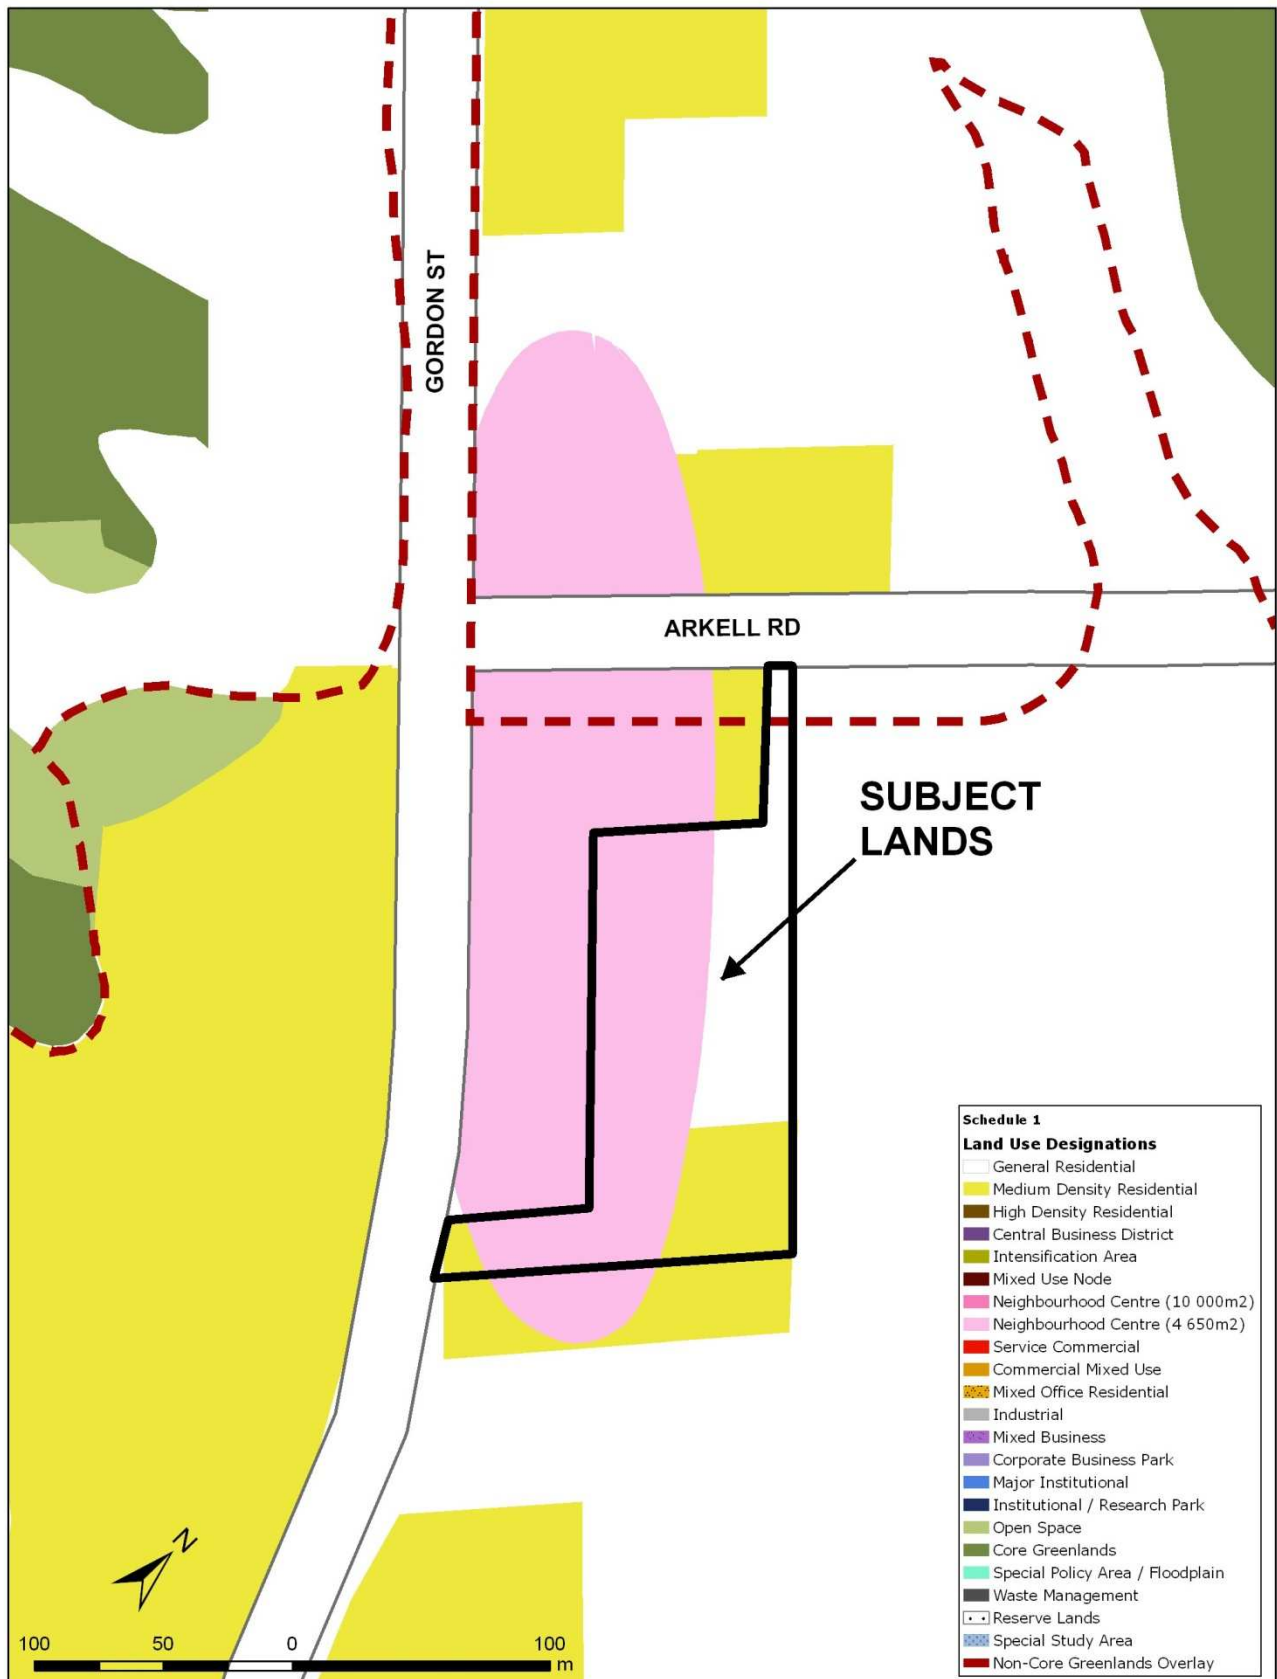 GORDON ST
ARKELL RD
SUBJECT
LANDS
Schedule 1
Land Use Designations
General Residential
Medium Density Residential
High Density Residential
Central Business District
Intensification Area
Mixed Use Node
Neighbourhood Centre (10 000m2)
Neighbourhood Centre (4 650m2)
Service Commercial
Commercial Mixed Use
Mixed Office Residential
Industrial
Mixed Business
Corporate Business Park
Major Institutional
Institutional / Research Park
Open Space
Core Greenlands
Special Policy Area / Floodplain
Waste Management
Reserve Lands
Special Study Area
Non-Core Greenlands Overlay
N
100 50 0 100
m